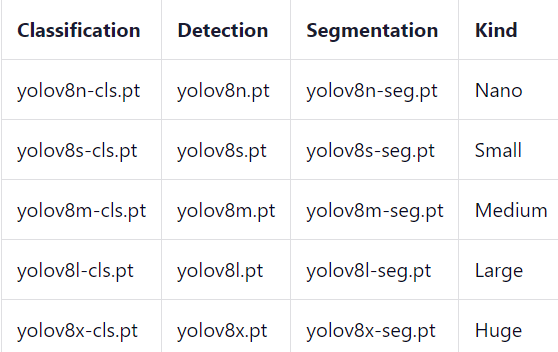 Classification Detection Segmentation Kind
yolov8n-cls.pt yolov8n.pt yolov8n-seg.pt Nano
yolov8s-cls.pt yolov8s.pt yolov8s-seg.pt Small
yolov8m-cls.pt yolov8m.pt yolov8m-seg.pt Medium
yolov8l-cls.pt yolov8l.pt yolov8l-seg.pt Large
yolov8x-cls.pt yolov8x.pt yolov8x-seg.pt Huge